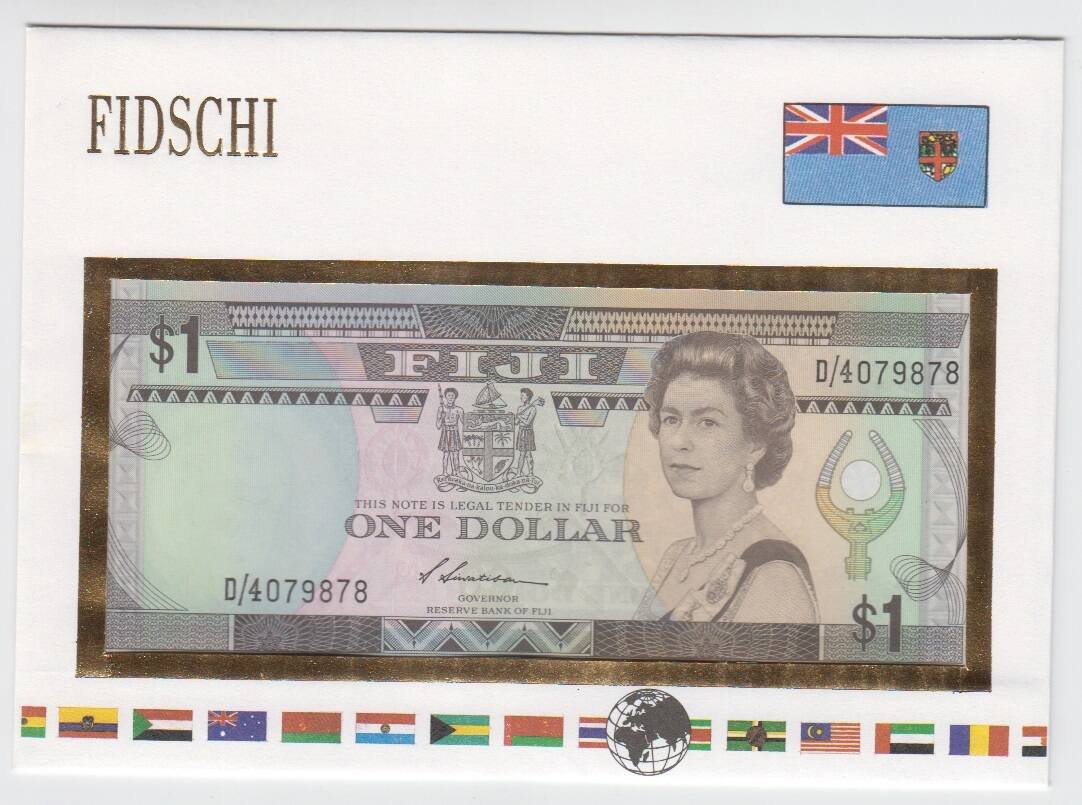 FIDSCHI
$1
FIJI
D/4079878
THIS NOTE IS LEGAL TENDER IN FIJI FOR
ONE DOLLAR
D/4079878
GOVERNOR
RESERVE BANK OF FIJI
$1